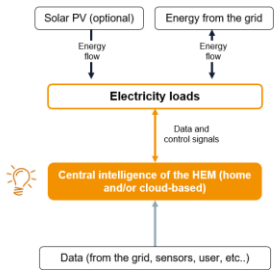 Solar PV (optional)
Energy from the grid
Energy
flow
Energy
flow
Electricity loads
Data and
control signals
Central intelligence of the HEM (home
and/or cloud-based)
Data (from the grid, sensors, user, etc..)